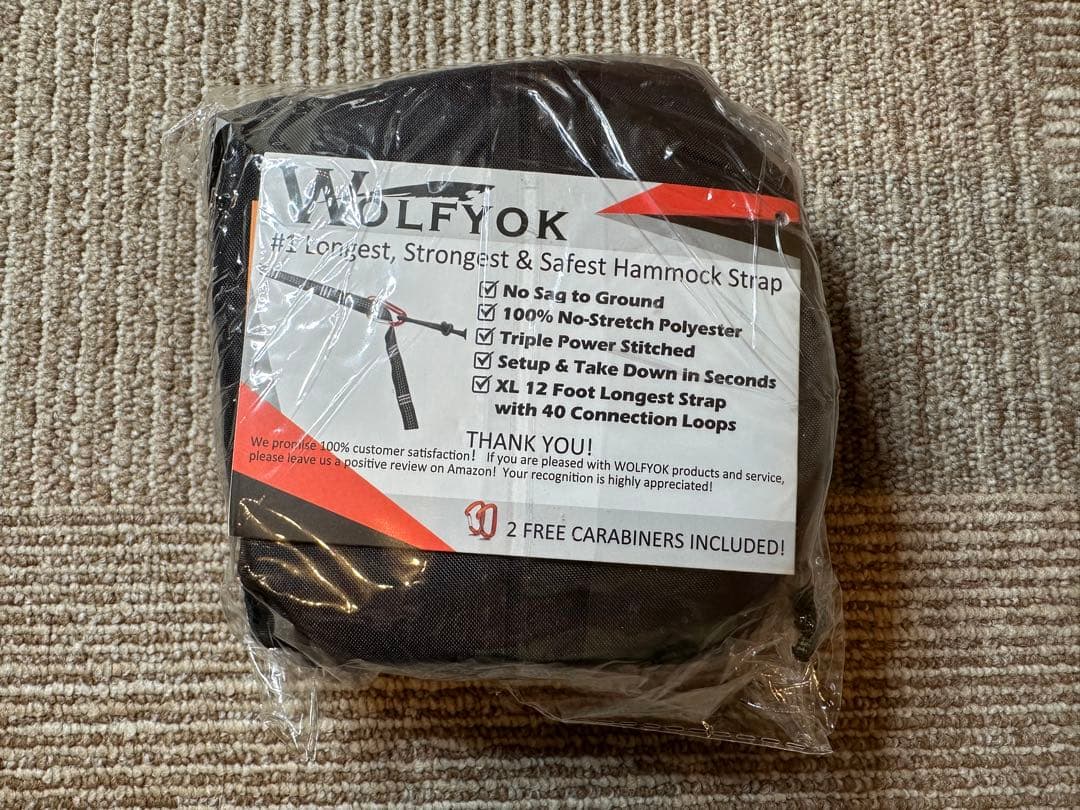 WOLFYOK
#1 Longest, Strongest & Safest Hammock Strap
No Sag to Ground
100% No-Stretch Polyester
Triple Power Stitched
Setup & Take Down in Seconds
XL 12 Foot Longest Strap
with 40 Connection Loops
THANK YOU!
We promise 100% customer satisfaction! If you are pleased with WOLFYOK products and service,
please leave us a positive review on Amazon! Your recognition is highly appreciated!
2 FREE CARABINERS INCLUDED!